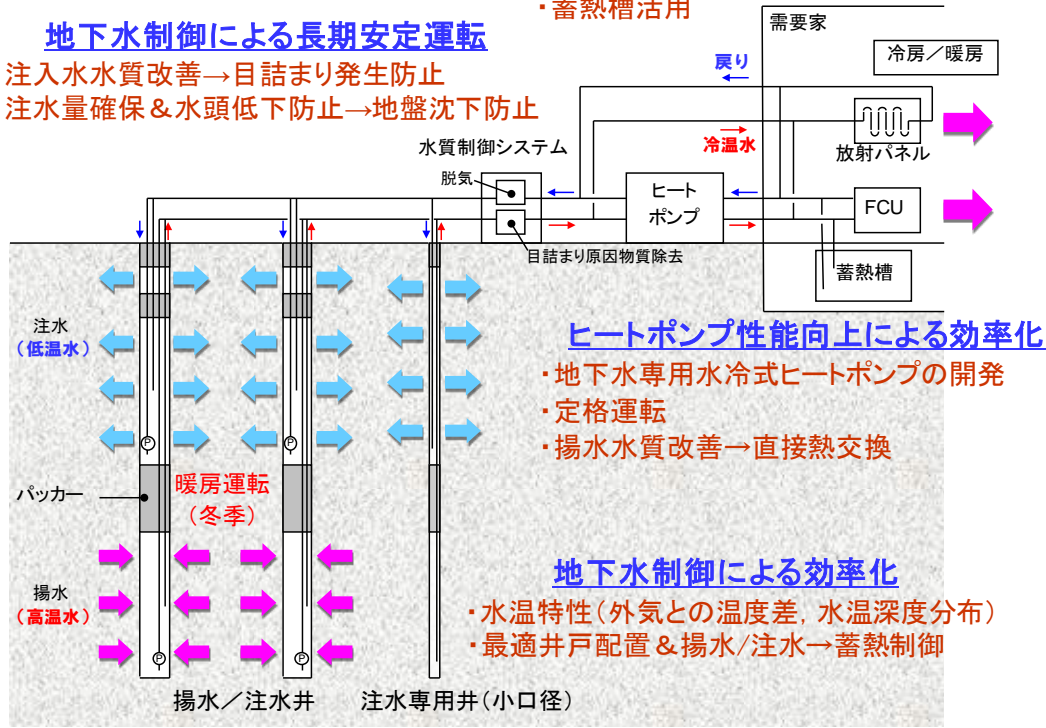 ・蓄熱槽活用
地下水制御による長期安定運転
注入水水質改善→目詰まり発生防止
注水量確保＆水頭低下防止→地盤沈下防止
需要家
冷房／暖房
戻り
冷温水
放射パネル
水質制御システム
脱気
ヒート
ポンプ
FCU
目詰まり原因物質除去
蓄熱槽
注水
（低温水）
ヒートポンプ性能向上による効率化
・地下水専用水冷式ヒートポンプの開発
・定格運転
・揚水水質改善→直接熱交換
P
P
パッカー
暖房運転
（冬季）
揚水
（高温水）
地下水制御による効率化
・水温特性（外気との温度差，水温深度分布）
・最適井戸配置＆揚水/注水→蓄熱制御
P
P
揚水／注水井
注水専用井（小口径）